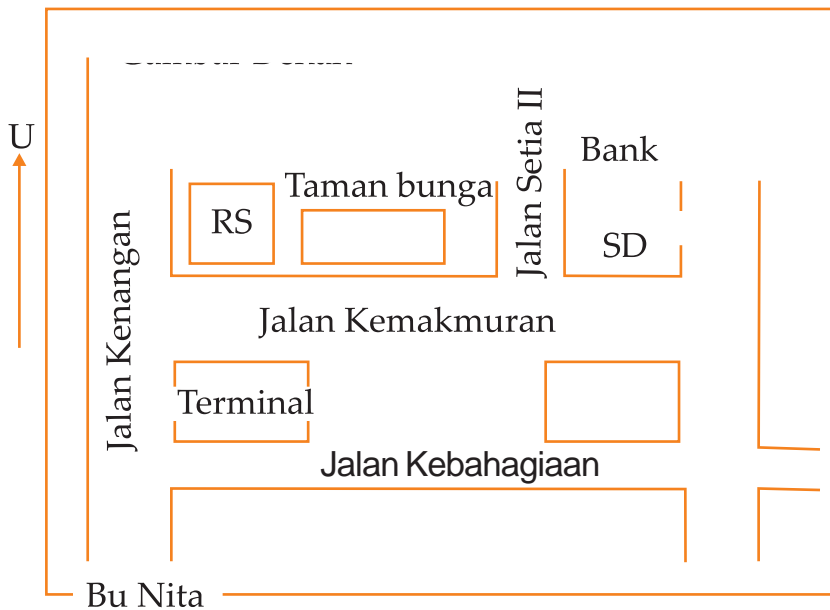 U
Jalan Setia II
Bank
Taman bunga
RS
SD
Jalan Kenangan
Jalan Kemakmuran
Terminal
Jalan Kebahagiaan
Bu Nita